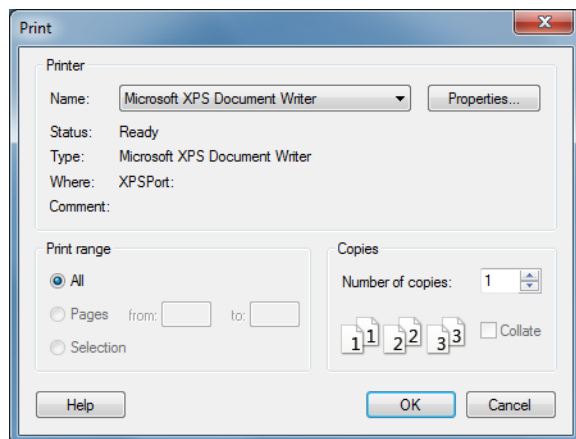 Print
Printer
Name: Microsoft XPS Document Writer Properties...
Status: Ready
Type: Microsoft XPS Document Writer
Where: XPSPort:
Comment:
Print range
All
Pages from: to:
Selection
Copies
Number of copies: 1
1 1 2 2 3 3 Collate
Help OK Cancel